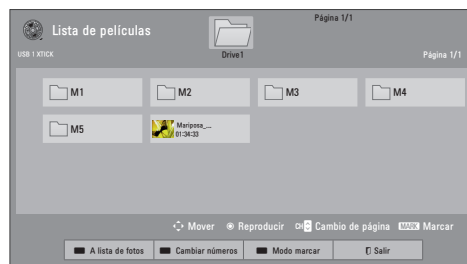 Página 1/1
Lista de películas
USB 1 XTICK
Drive1
Página 1/1
M1
M2
M3
M4
M5
Mariposa_...
01:34:33
Mover
Reproducir
CH Cambio de página
MARK Marcar
A lista de fotos
Cambiar números
Modo marcar
Salir